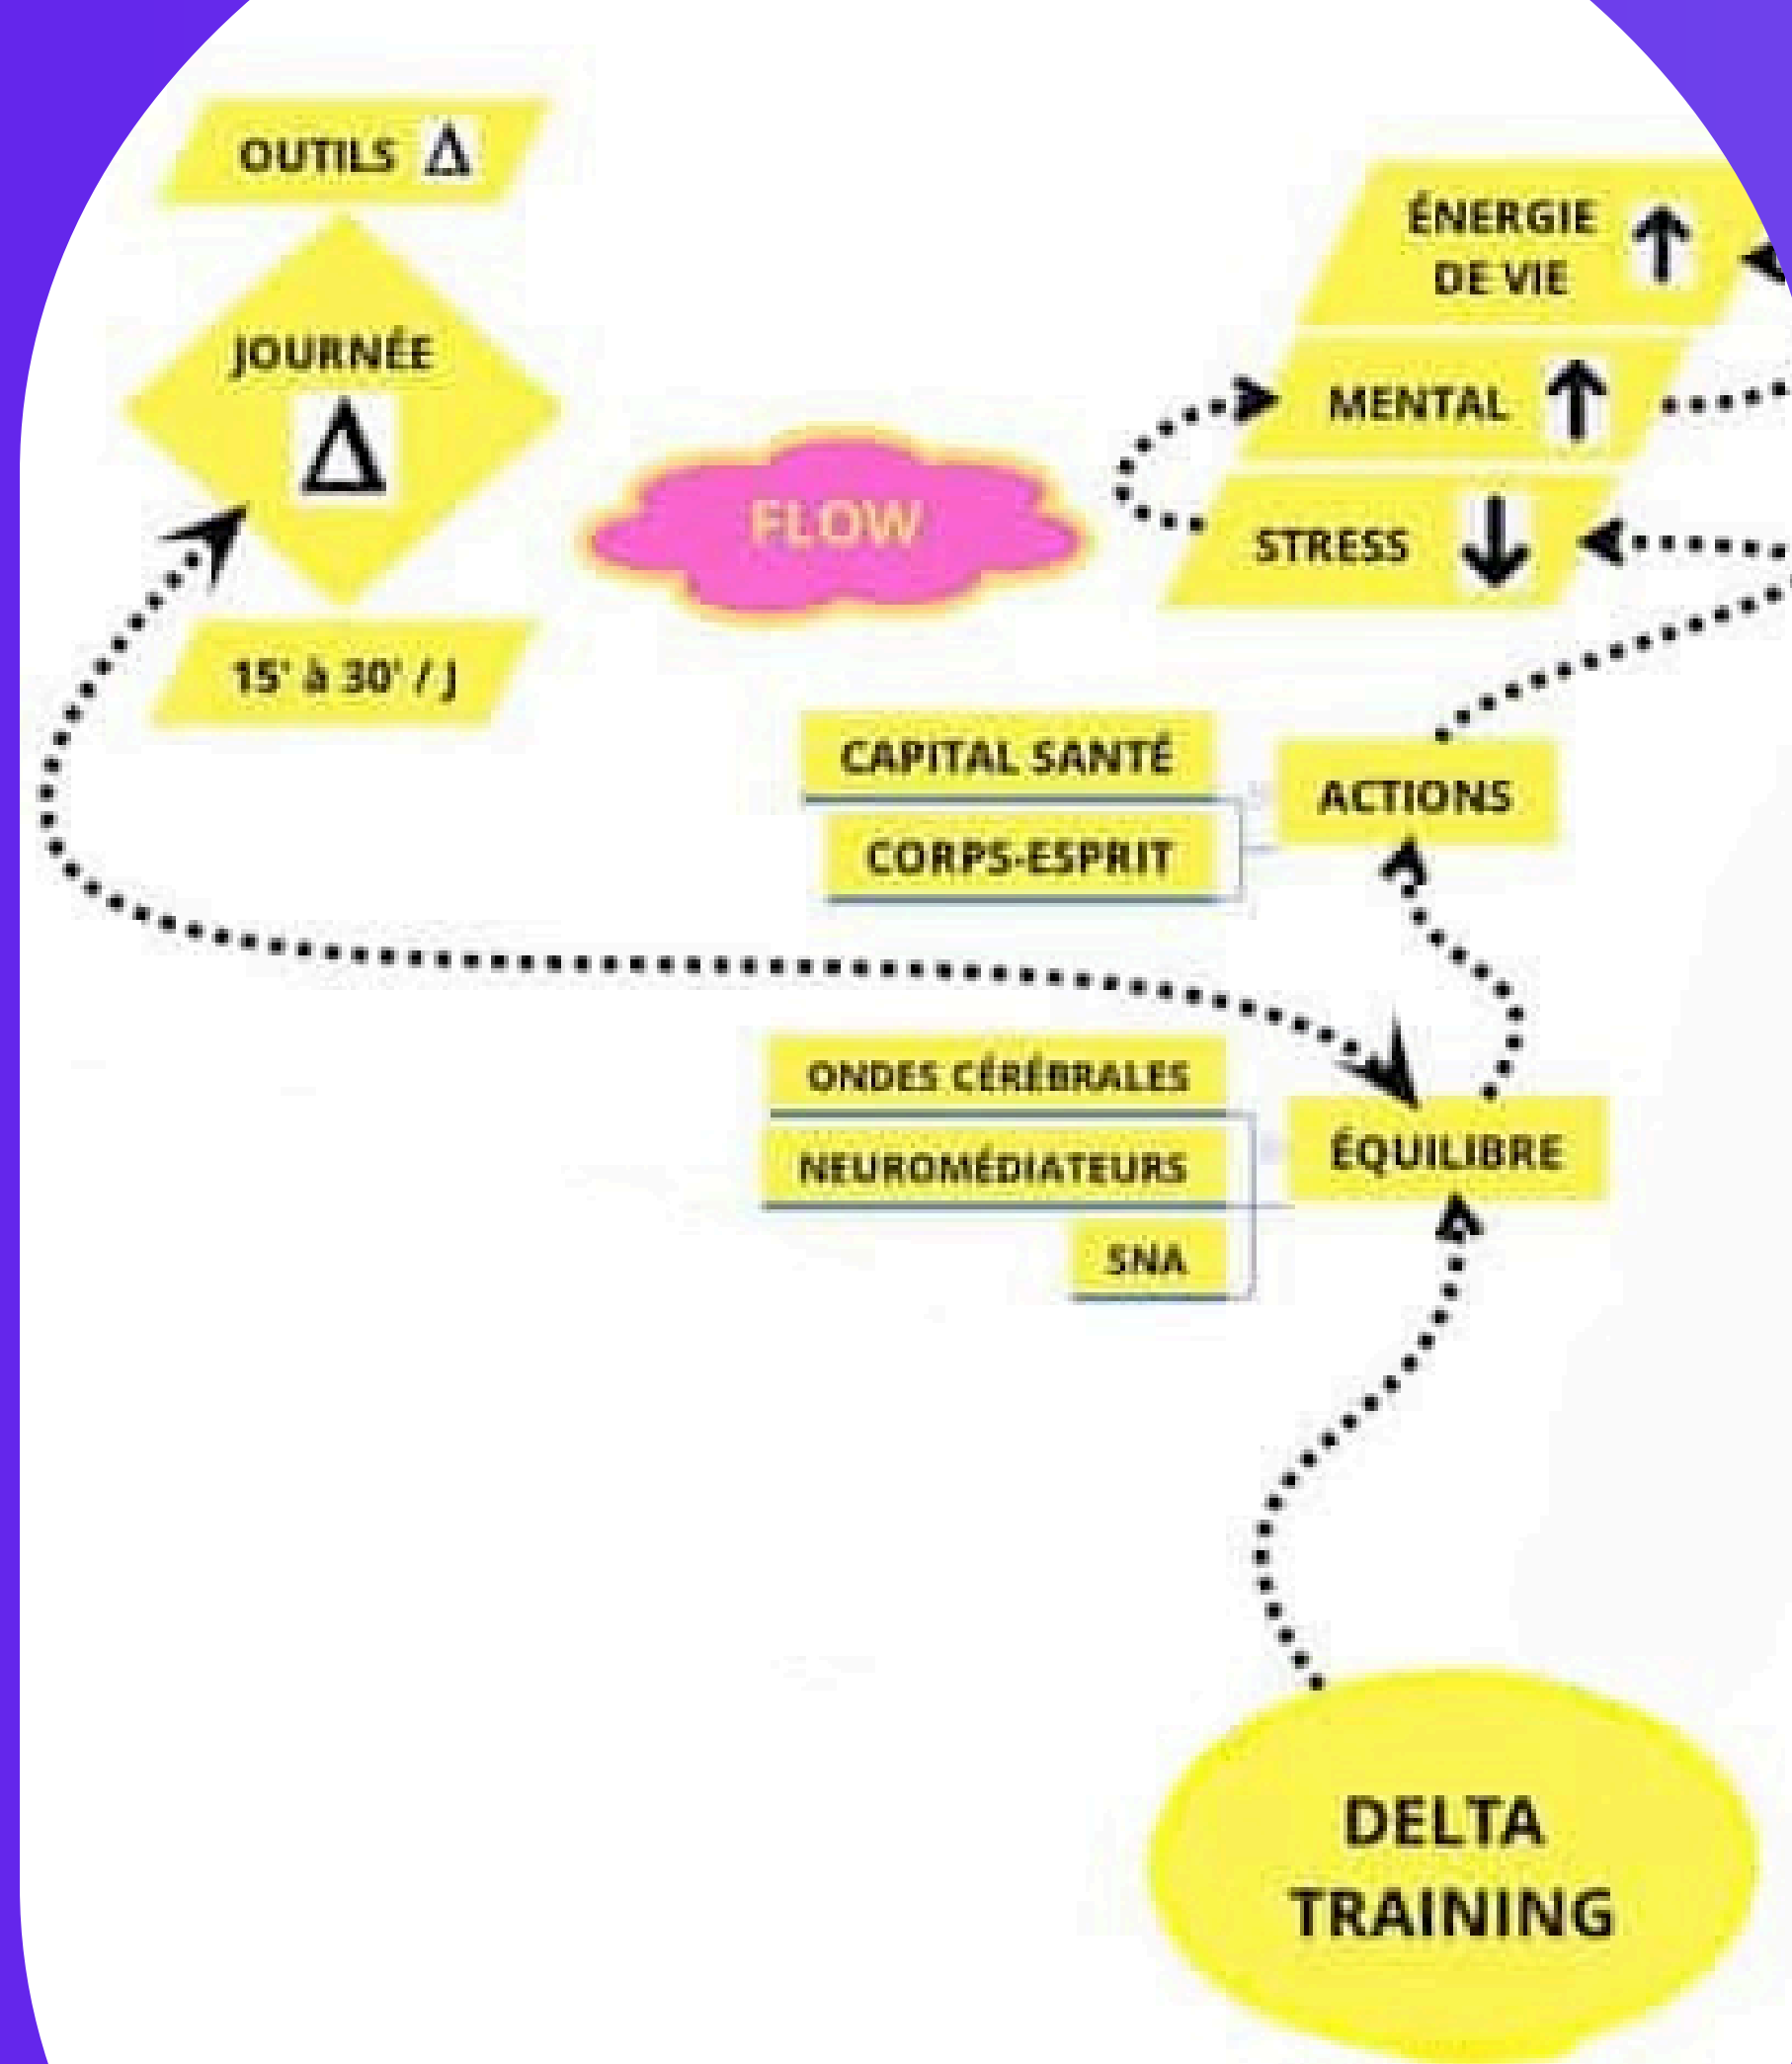 OUTILS Δ
JOURNÉE
Δ
15' à 30' / J
FLOW
ÉNERGIE
DE VIE ↑
MENTAL ↑
STRESS ↓
CAPITAL SANTÉ
CORPS-ESPRIT
ACTIONS
ONDES CÉRÉBRALES
NEUROMÉDIATEURS
SNA
ÉQUILIBRE
DELTA
TRAINING